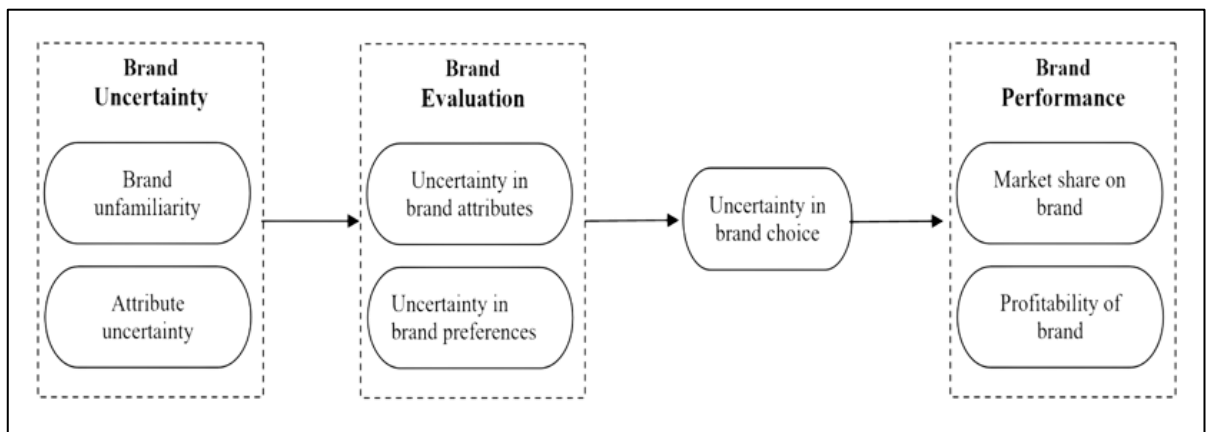 Brand
Uncertainty
Brand
unfamiliarity
Attribute
uncertainty
Brand
Evaluation
Uncertainty in
brand attributes
Uncertainty in
brand preferences
Uncertainty in
brand choice
Brand
Performance
Market share on
brand
Profitability of
brand